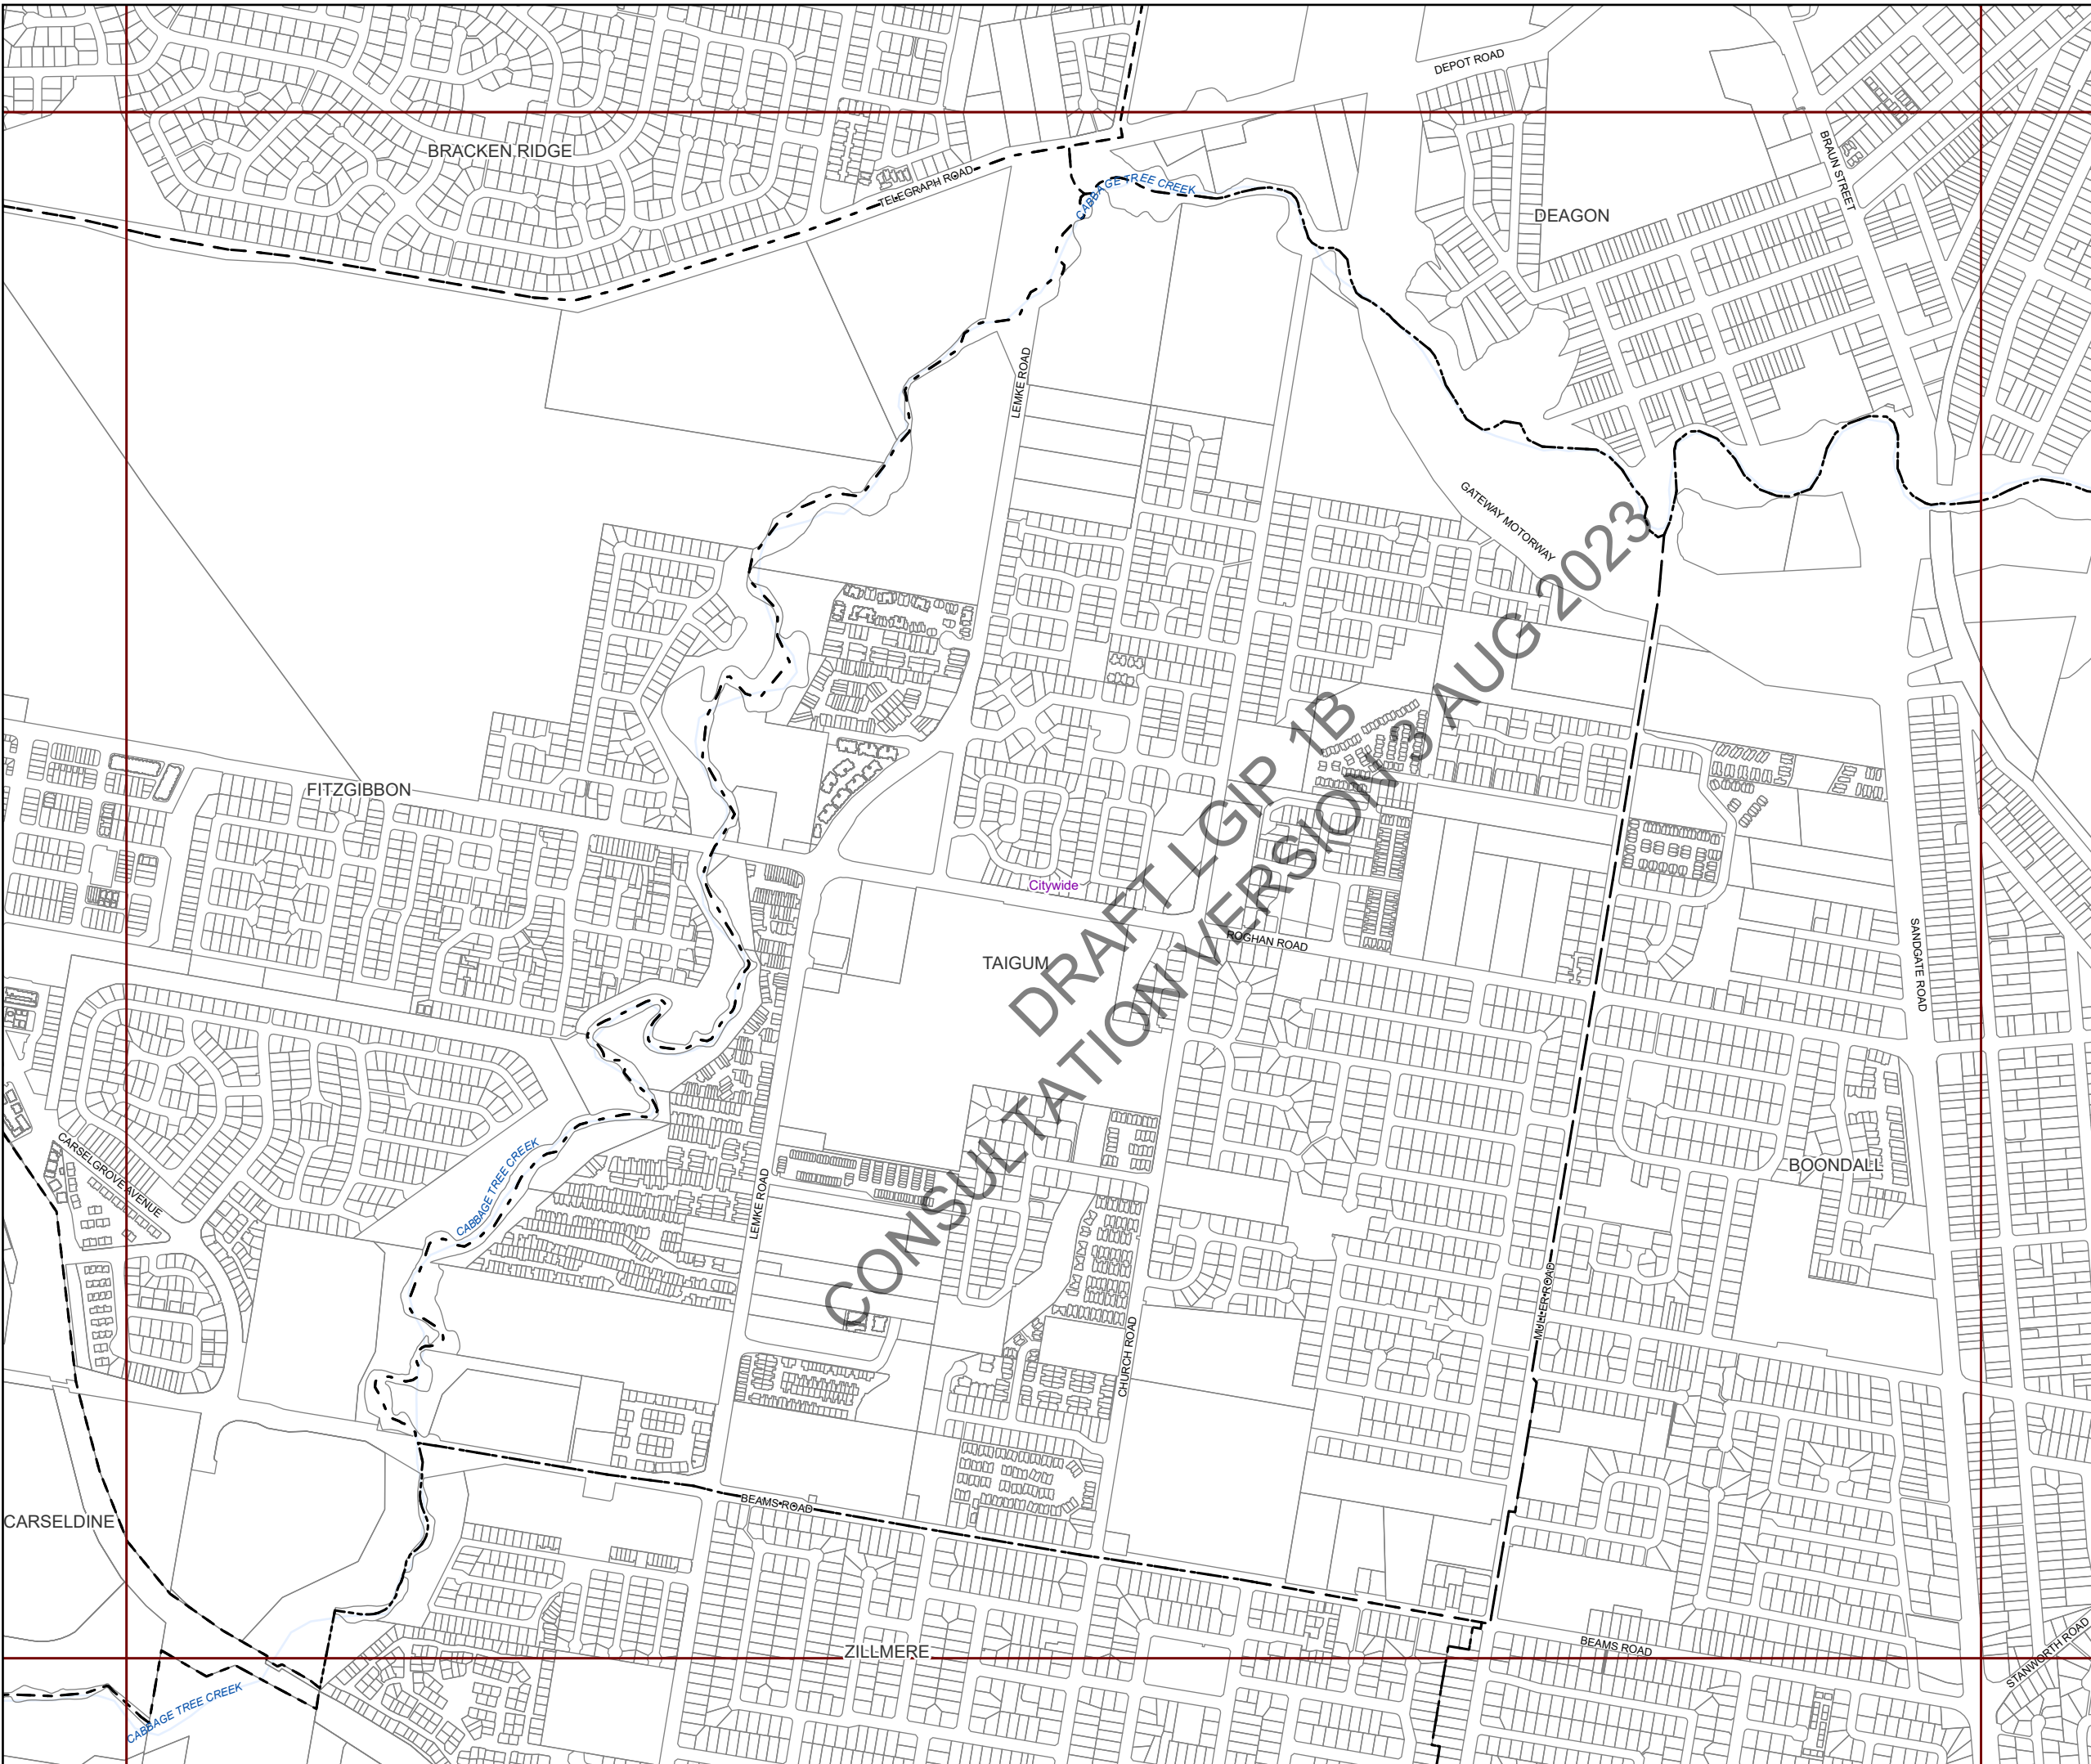 DEPOT ROAD
BRACKEN RIDGE
BRAUN STREET
TELEGRAPH ROAD
CABBAGE TREE CREEK
DEAGON
LEMKE ROAD
GATEWAY MOTORWAY
FITZGIBBON
Citywide
DRAFT LGIP 1B
CONSULTATION VERSION 3 AUG 2023
ROGHAN ROAD
TAIGUM
SANDGATE ROAD
CARSELGROVE AVENUE
CABBAGE TREE CREEK
LEMKE ROAD
BOONDALL
MULLER ROAD
CHURCH ROAD
BEAMS ROAD
CARSELDINE
ZILLMERE
BEAMS ROAD
STANWORTH ROAD
CABBAGE TREE CREEK